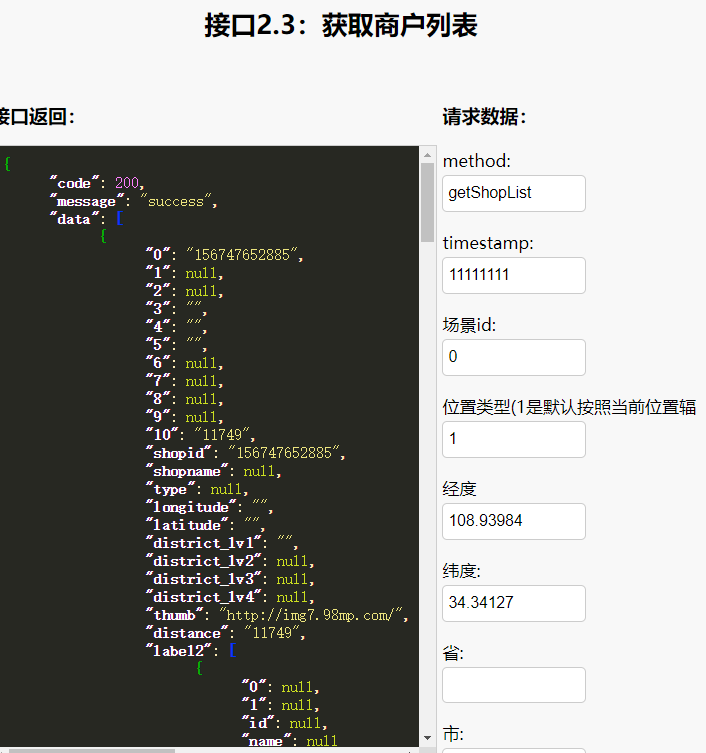 接口2.3：获取商户列表
接口返回：
{
"code": 200,
"message": "success",
"data": [
{
"0": "156747652885",
"1": null,
"2": null,
"3": "",
"4": "",
"5": "",
"6": null,
"7": null,
"8": null,
"9": null,
"10": "11749",
"shopid": "156747652885",
"shopname": null,
"type": null,
"longitude": "",
"latitude": "",
"district_lv1": "",
"district_lv2": null,
"district_lv3": null,
"district_lv4": null,
"thumb": "http://img7.98mp.com/",
"distance": "11749",
"label2": [
{
"0": null,
"1": null,
"id": null,
"name": null
请求数据：
method:
getShopList
timestamp:
11111111
场景id:
0
位置类型(1是默认按照当前位置辐
1
经度
108.93984
纬度:
34.34127
省:
市: